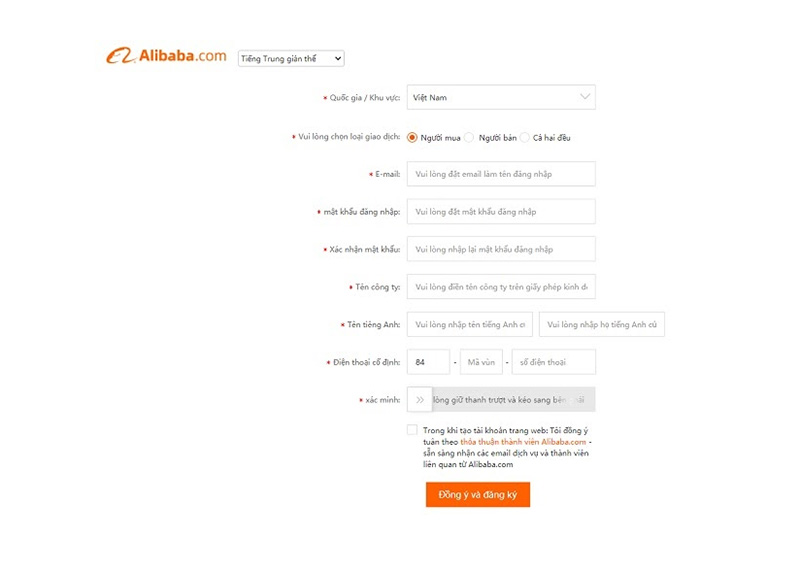 Alibaba.com Tiếng Trung giản thể
* Quốc gia / Khu vực: Việt Nam
* Vui lòng chọn loại giao dịch: Người mua Người bán Cả hai đều
* E-mail: Vui lòng đặt email làm tên đăng nhập
* mật khẩu đăng nhập: Vui lòng đặt mật khẩu đăng nhập
* Xác nhận mật khẩu: Vui lòng nhập lại mật khẩu đăng nhập
* Tên công ty: Vui lòng điền tên công ty trên giấy phép kinh
* Tên tiếng Anh: Vui lòng nhập tên tiếng Anh Vui lòng nhập họ tiếng Anh
* Điện thoại cố định: 84 - Mã vùn - số điện thoại
* xác minh: lòng giữ thanh trượt và kéo sang bên
Trong khi tạo tài khoản trang web: Tôi đồng ý
tuân theo thỏa thuận thành viên Alibaba.com -
sẵn sàng nhận các email dịch vụ và thành viên
liên quan từ Alibaba.com
Đồng ý và đăng ký